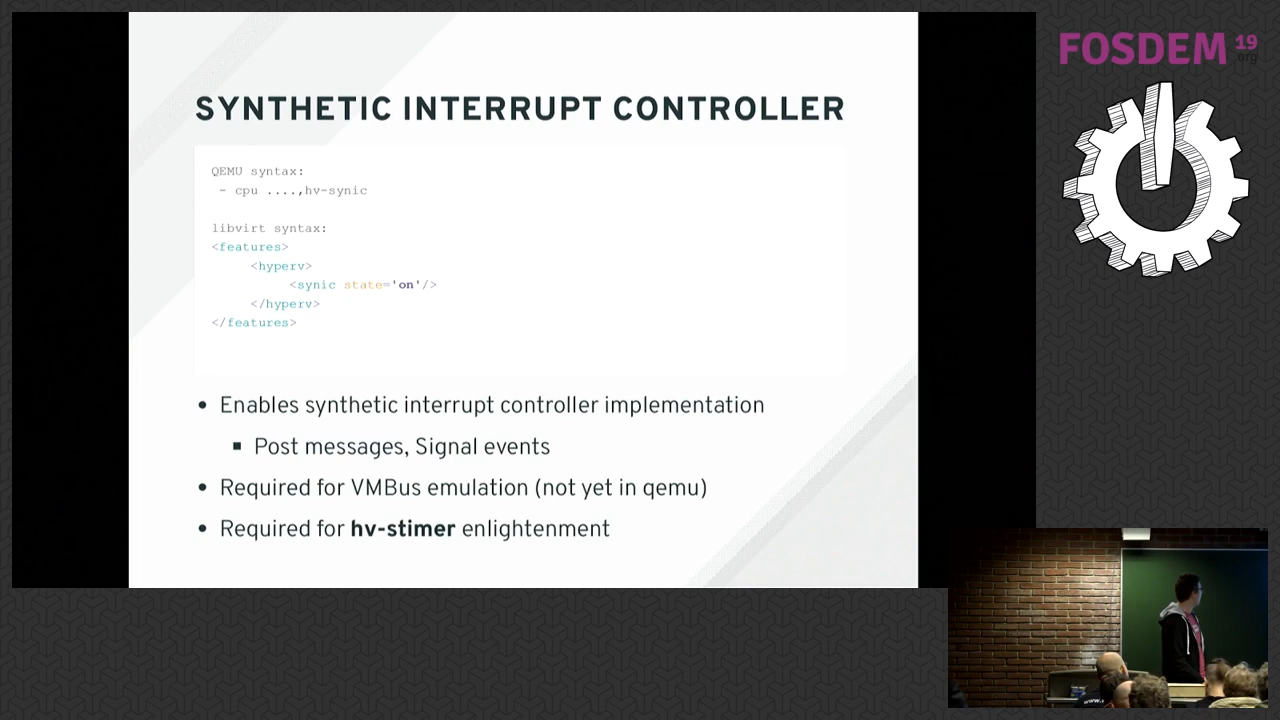 FOSDEM 19
.org
SYNTHETIC INTERRUPT CONTROLLER
QEMU syntax:
- cpu ....,hv-synic
libvirt syntax:
<features>
<hyperv>
<synic state='on'/>
</hyperv>
</features>
• Enables synthetic interrupt controller implementation
▪ Post messages, Signal events
• Required for VMBus emulation (not yet in qemu)
• Required for hv-stimer enlightenment